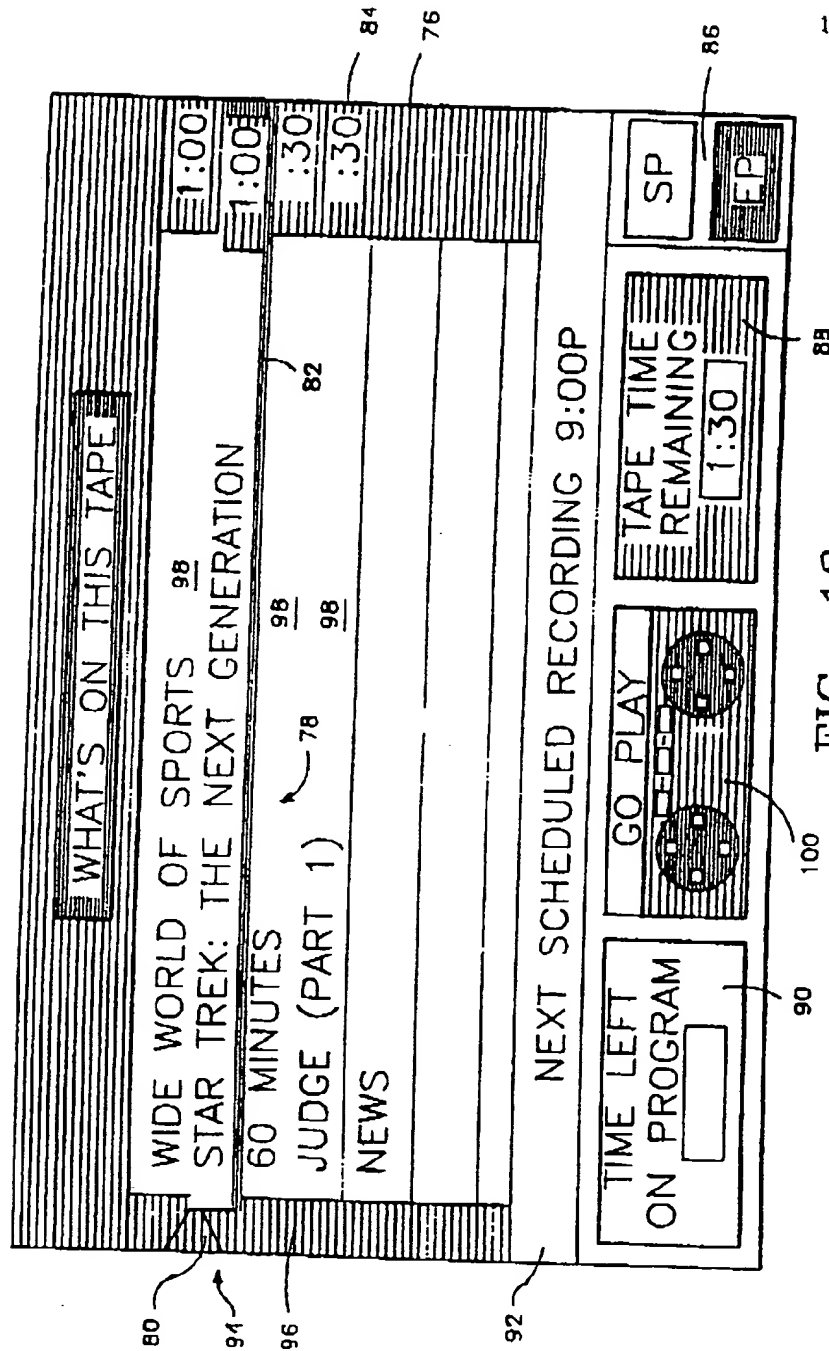 WHAT'S ON THIS TAPE
WIDE WORLD OF SPORTS 98 1:00
STAR TREK: THE NEXT GENERATION 1:00
60 MINUTES 98 :30
JUDGE (PART 1) 98 :30
NEWS
NEXT SCHEDULED RECORDING 9:00P
TIME LEFT
ON PROGRAM
GO PLAY
TAPE TIME
REMAINING
1:30
SP
EP
80
96
92
78
82
84
76
86
90
100
88
FIG
1